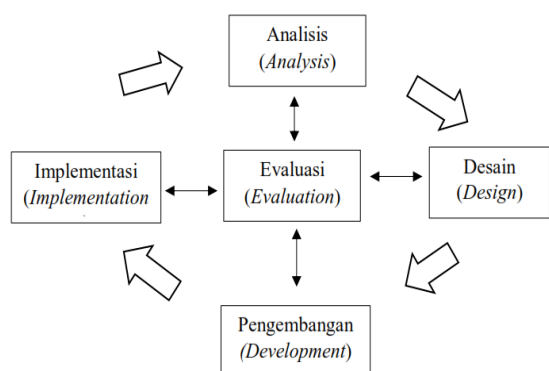 Analisis
(Analysis)
Implementasi
(Implementation
Evaluasi
(Evaluation)
Desain
(Design)
Pengembangan
(Development)